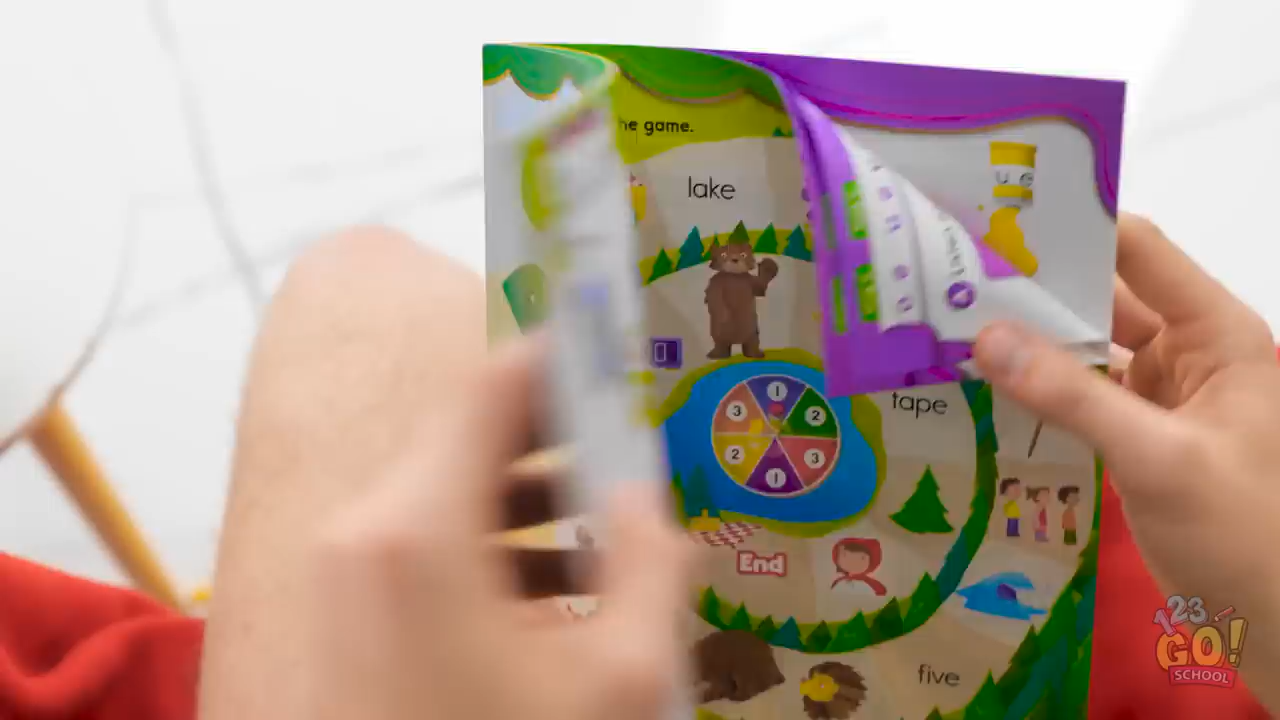 he game.
lake
u e
tape
1
2
3
1
2
3
End
five
123
GO!
SCHOOL